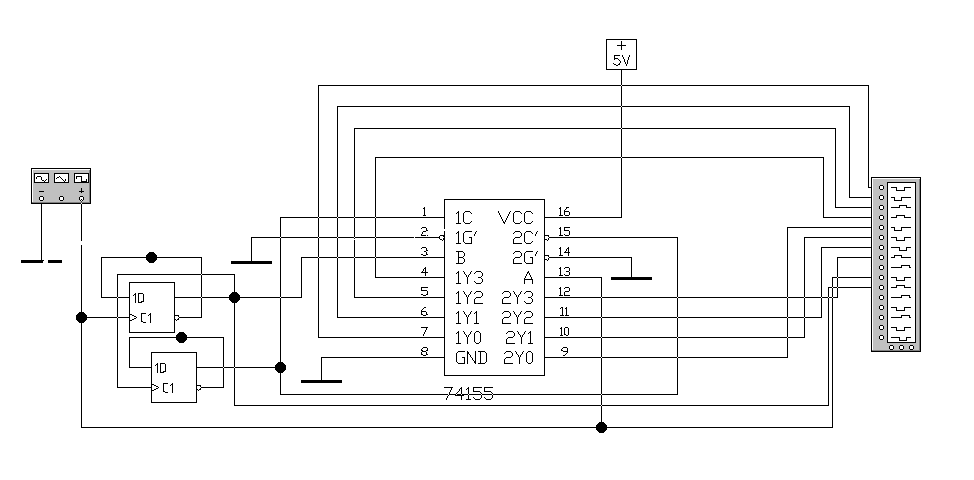 +
5V
− +
1 1C VCC 16
2 1G' 2C' 15
3 B 2G' 14
4 1Y3 A 13
5 1Y2 2Y3 12
6 1Y1 2Y2 11
7 1Y0 2Y1 10
8 GND 2Y0 9
74155
1D
C1
1D
C1